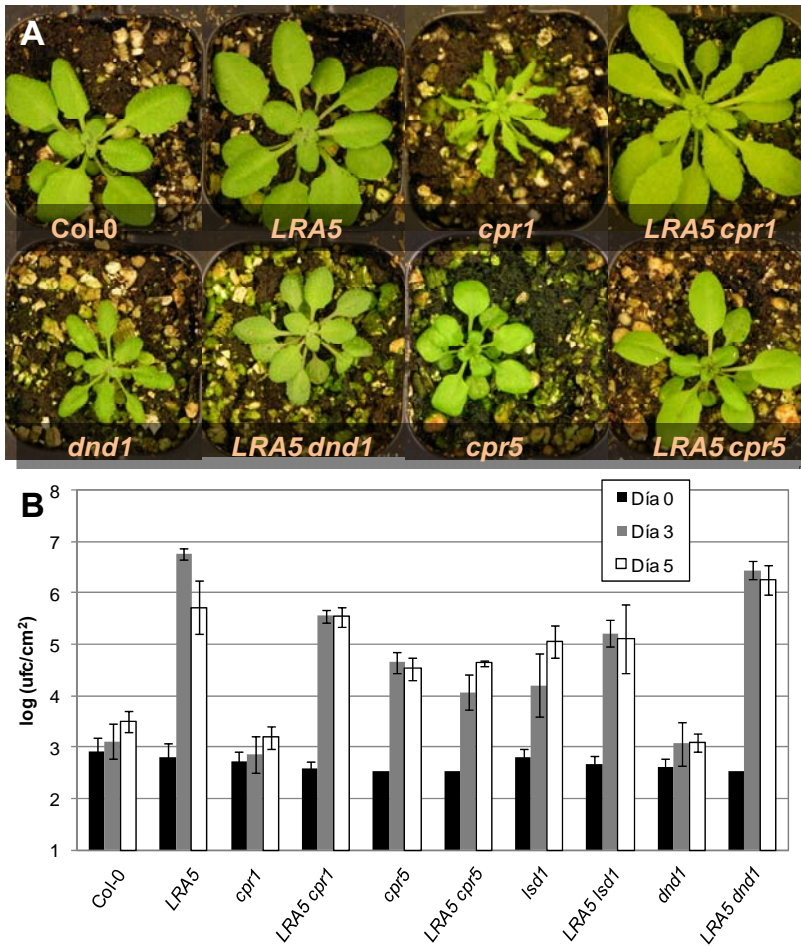 A
Col-0
LRA5
cpr1
LRA5 cpr1
dnd1
LRA5 dnd1
cpr5
LRA5 cpr5
B
8
7
6
5
4
3
2
1
log (ufc/cm²)
Día 0
Día 3
Día 5
Col-0
LRA5
cpr1
LRA5 cpr1
cpr5
LRA5 cpr5
lsd1
LRA5 lsd1
dnd1
LRA5 dnd1